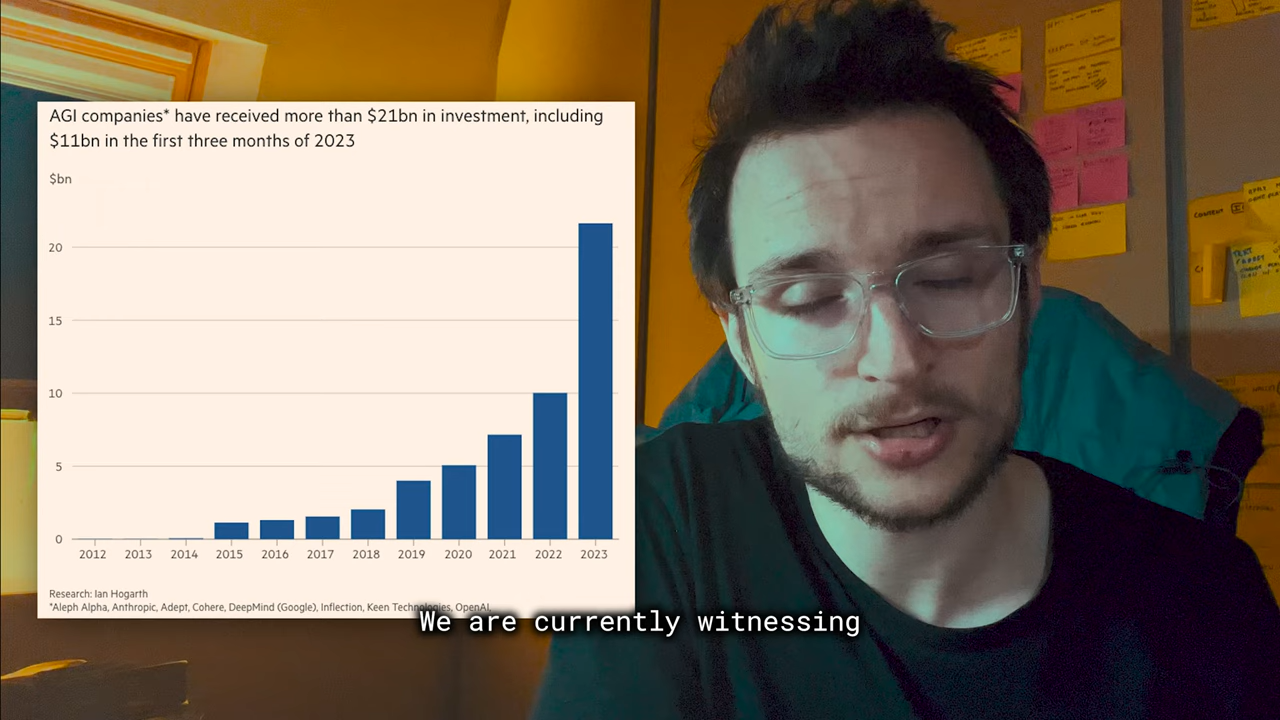 AGI companies* have received more than $21bn in investment, including
$11bn in the first three months of 2023
$bn
20
15
10
5
0
2012 2013 2014 2015 2016 2017 2018 2019 2020 2021 2022 2023
Research: Ian Hogarth
*Aleph Alpha, Anthropic, Adept, Cohere, DeepMind (Google), Inflection, Keen Technologies, OpenAI,
We are currently witnessing
CONTENT
TEXT